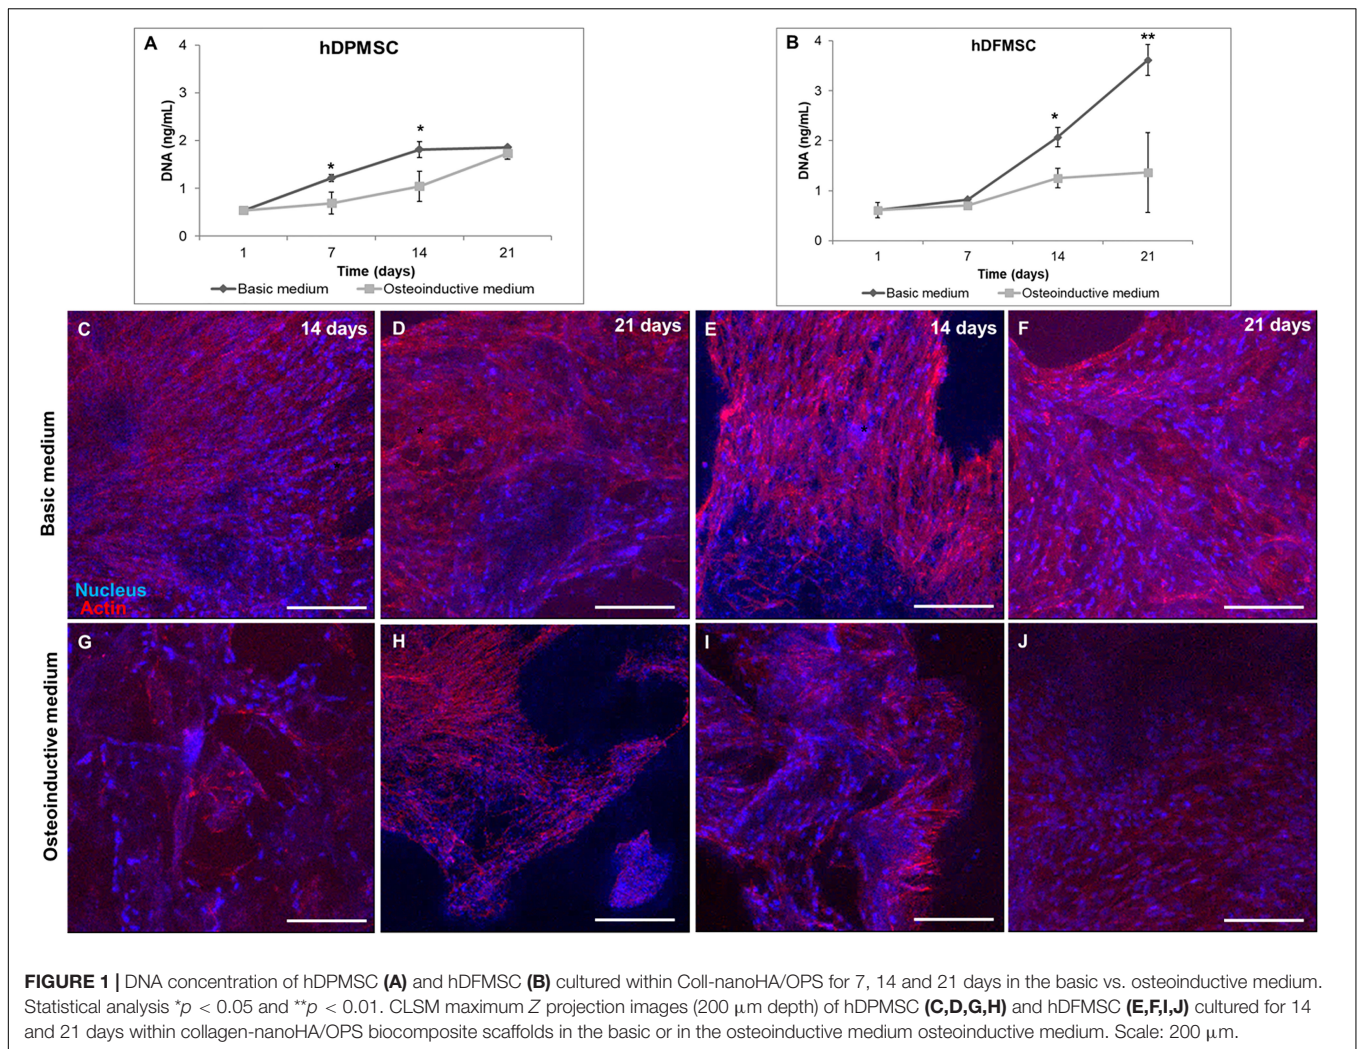 A
hDPMSC
4
3
2
1
0
DNA (ng/mL)
*
*
1 7 14 21
Time (days)
Basic medium Osteoinductive medium
B
hDFMSC
4
3
2
1
0
DNA (ng/mL)
*
**
1 7 14 21
Time (days)
Basic medium Osteoinductive medium
Basic medium
C 14 days
Nucleus
Actin
D 21 days
E 14 days
F 21 days
Osteoinductive medium
G
H
I
J
FIGURE 1 | DNA concentration of hDPMSC (A) and hDFMSC (B) cultured within Coll-nanoHA/OPS for 7, 14 and 21 days in the basic vs. osteoinductive medium.
Statistical analysis *p < 0.05 and **p < 0.01. CLSM maximum Z projection images (200 μm depth) of hDPMSC (C,D,G,H) and hDFMSC (E,F,I,J) cultured for 14
and 21 days within collagen-nanoHA/OPS biocomposite scaffolds in the basic or in the osteoinductive medium osteoinductive medium. Scale: 200 μm.